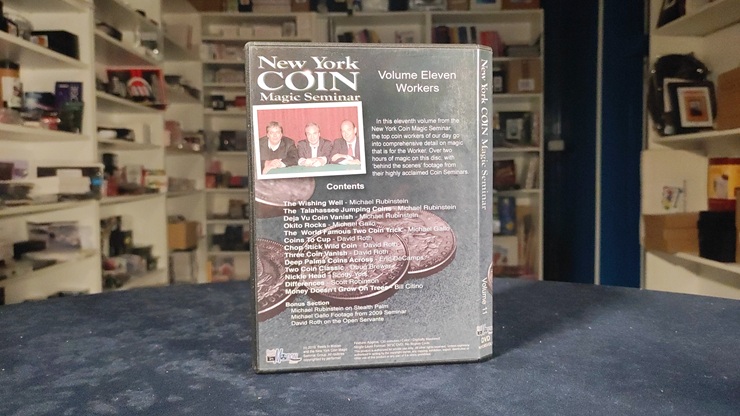 New York
COIN
Magic Seminar
Volume Eleven
Workers
In this eleventh volume from the
New York Coin Magic Seminar,
the top coin workers of our day go
into comprehensive detail on magic
that is for the Worker. Over two
hours of magic on this disc, with
'behind the scenes' footage from
their highly acclaimed Coin Seminars.
Contents
The Wishing Well - Michael Rubinstein
The Talahassee Jumping Coins - Michael Rubinstein
Deja Vu Coin Vanish - Michael Rubinstein
Okito Rocks - Michael Gallo
The World Famous Two Coin Trick - Michael Gallo
Coins To Cup - David Roth
Chop Stick Wild Coin - David Roth
Three Coin Vanish - David Roth
Deep Palms Coins Across - Eric DeCamps
Two Coin Classic - Doug Brewer
Nickle Head -
Differences - Scott Robinson
Money Doesn't Grow On Trees - Bill Citino
Bonus Section
Michael Rubinstein on Stealth Palm
Michael Gallo Footage from 2009 Seminar
David Roth on the Open Servante
New York COIN Magic Seminar
Volume 11
DVD